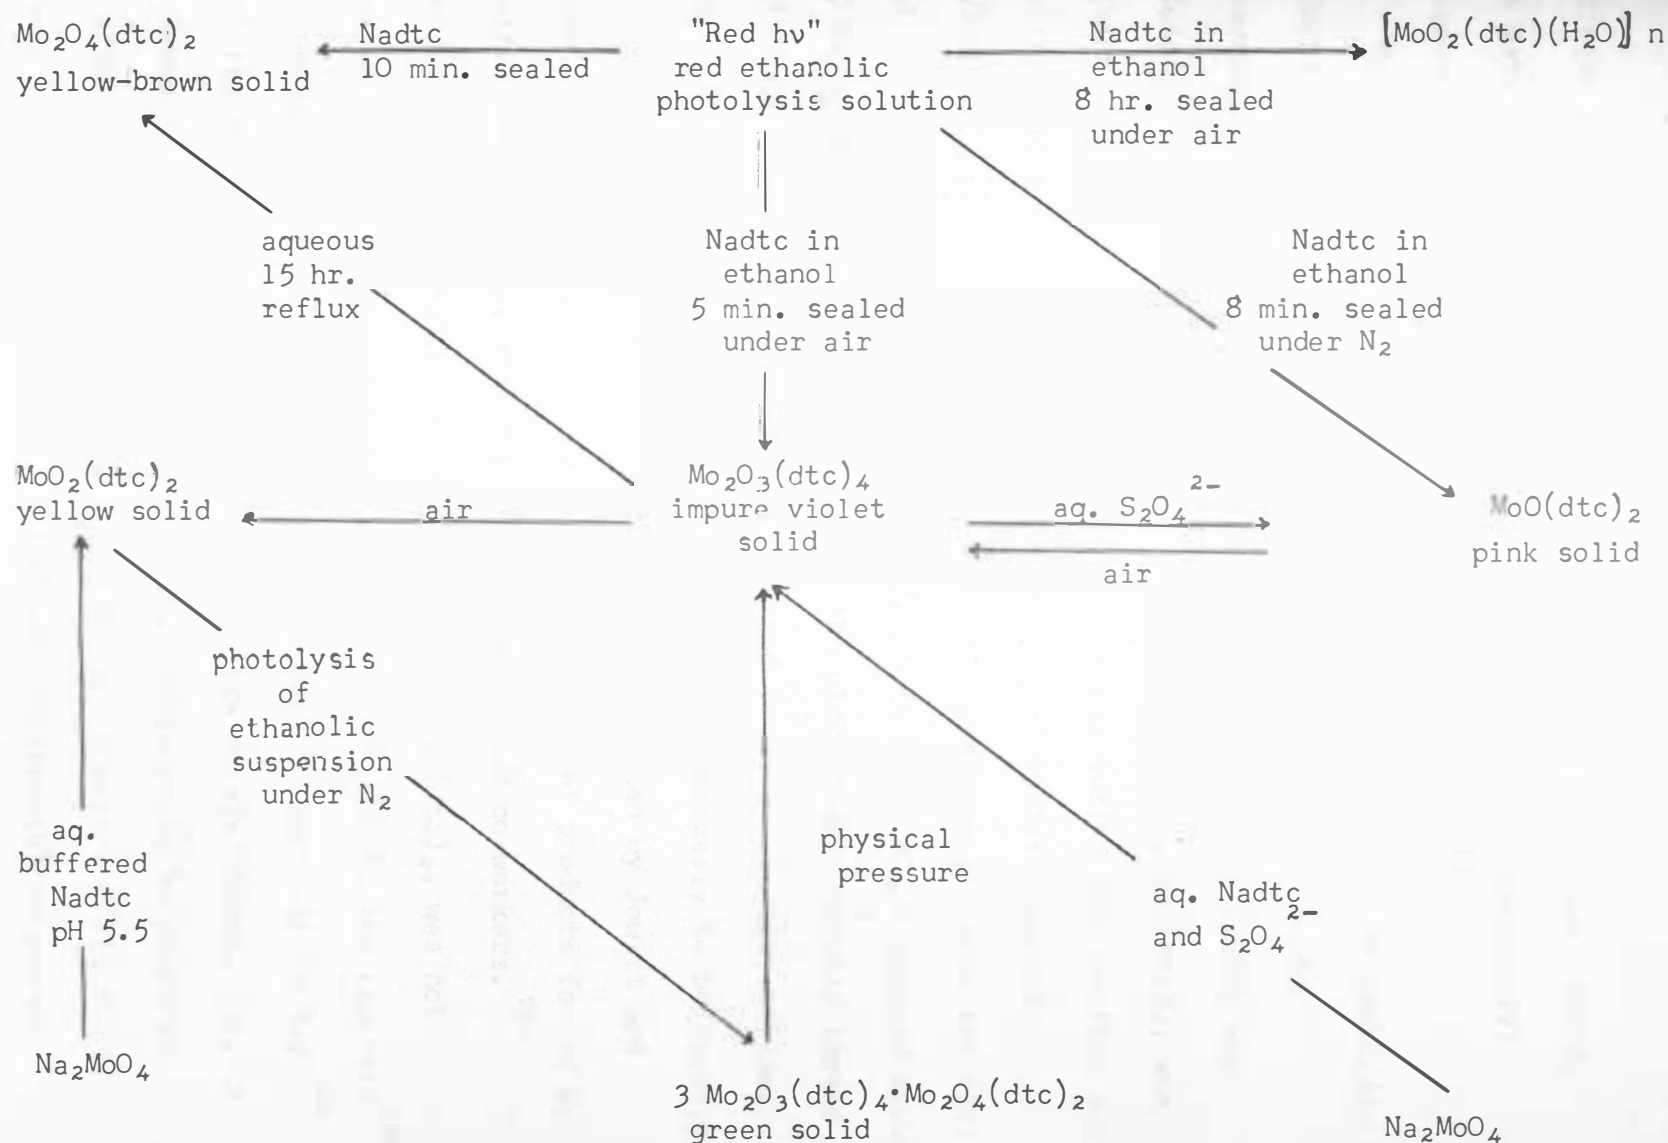 Mo₂O₄(dtc)₂
yellow-brown solid
Nadtc
10 min. sealed
"Red hν"
red ethanolic
photolysis solution
Nadtc in
ethanol
8 hr. sealed
under air
[MoO₂(dtc)(H₂O)] n
aqueous
15 hr.
reflux
Nadtc in
ethanol
5 min. sealed
under air
Nadtc in
ethanol
8 min. sealed
under N₂
MoO₂(dtc)₂
yellow solid
air
Mo₂O₃(dtc)₄
impure violet
solid
aq. S₂O₄²⁻
air
MoO(dtc)₂
pink solid
photolysis
of
ethanolic
suspension
under N₂
aq.
buffered
Nadtc
pH 5.5
physical
pressure
aq. Nadtc
and S₂O₄²⁻
Na₂MoO₄
3 Mo₂O₃(dtc)₄·Mo₂O₄(dtc)₂
green solid
Na₂MoO₄